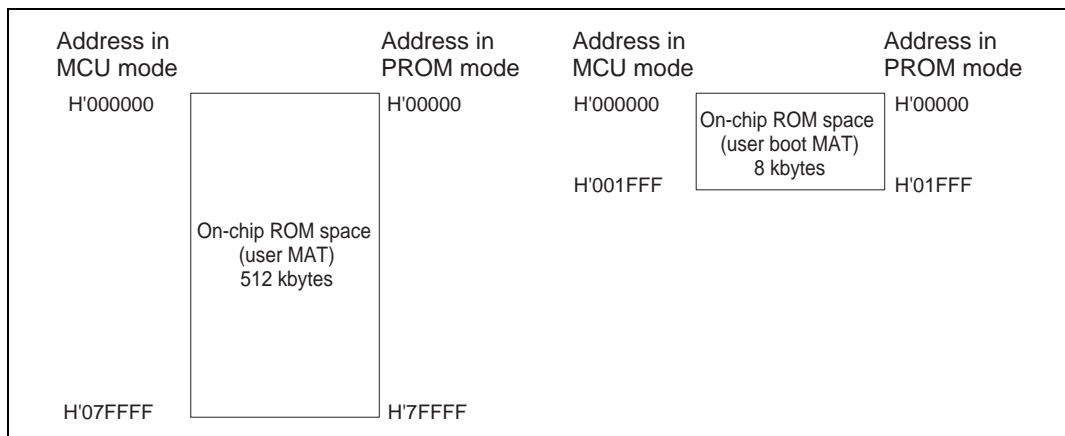 Address in
MCU mode
Address in
PROM mode
H'000000
H'00000
On-chip ROM space
(user MAT)
512 kbytes
H'07FFFF
H'7FFFF
Address in
MCU mode
Address in
PROM mode
H'000000
H'00000
On-chip ROM space
(user boot MAT)
8 kbytes
H'001FFF
H'01FFF